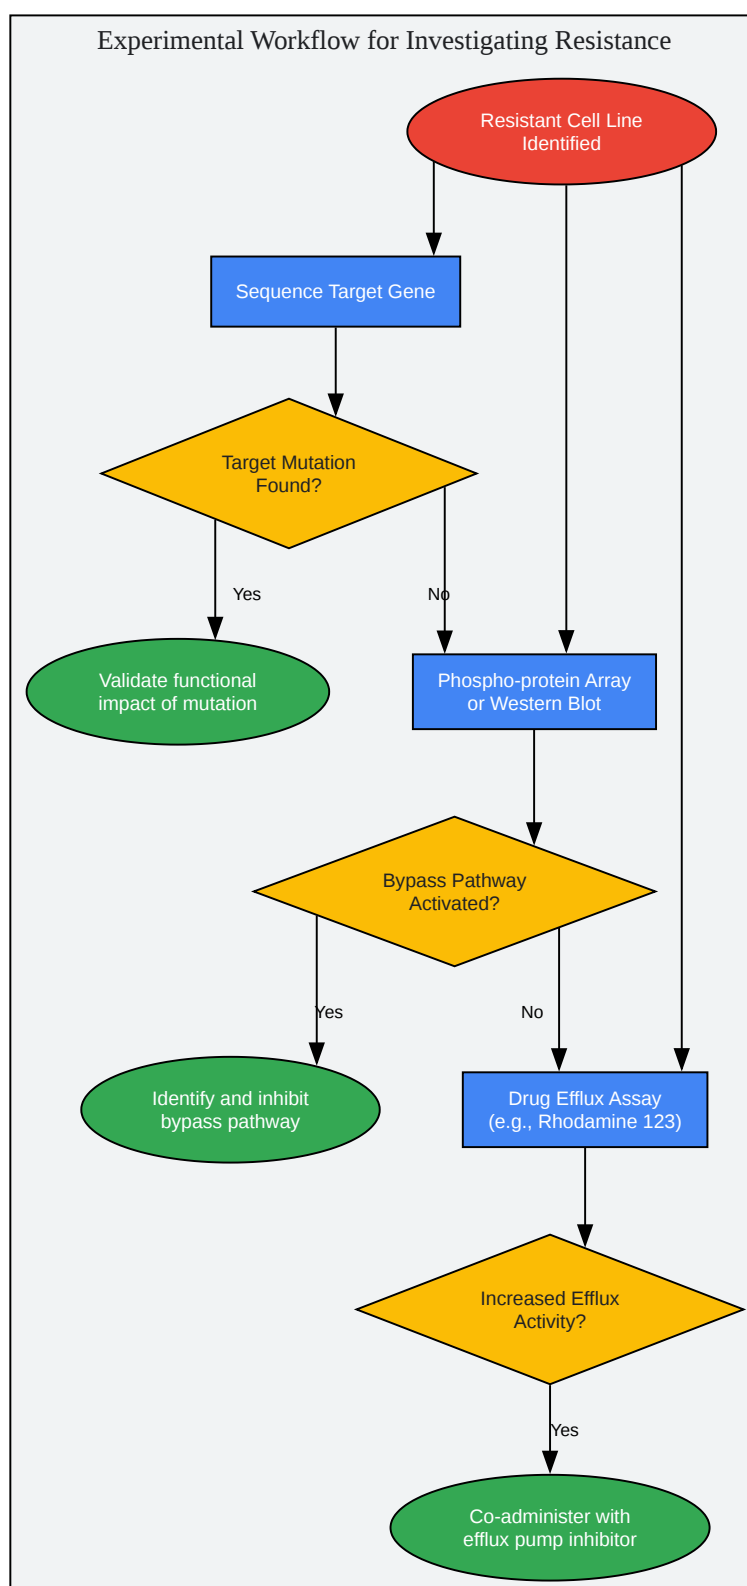 Experimental Workflow for Investigating Resistance
Resistant Cell Line
Identified
Sequence Target Gene
Target Mutation
Found?
Yes
No
Validate functional
impact of mutation
Phospho-protein Array
or Western Blot
Bypass Pathway
Activated?
Yes
No
Identify and inhibit
bypass pathway
Drug Efflux Assay
(e.g., Rhodamine 123)
Increased Efflux
Activity?
Yes
Co-administer with
efflux pump inhibitor